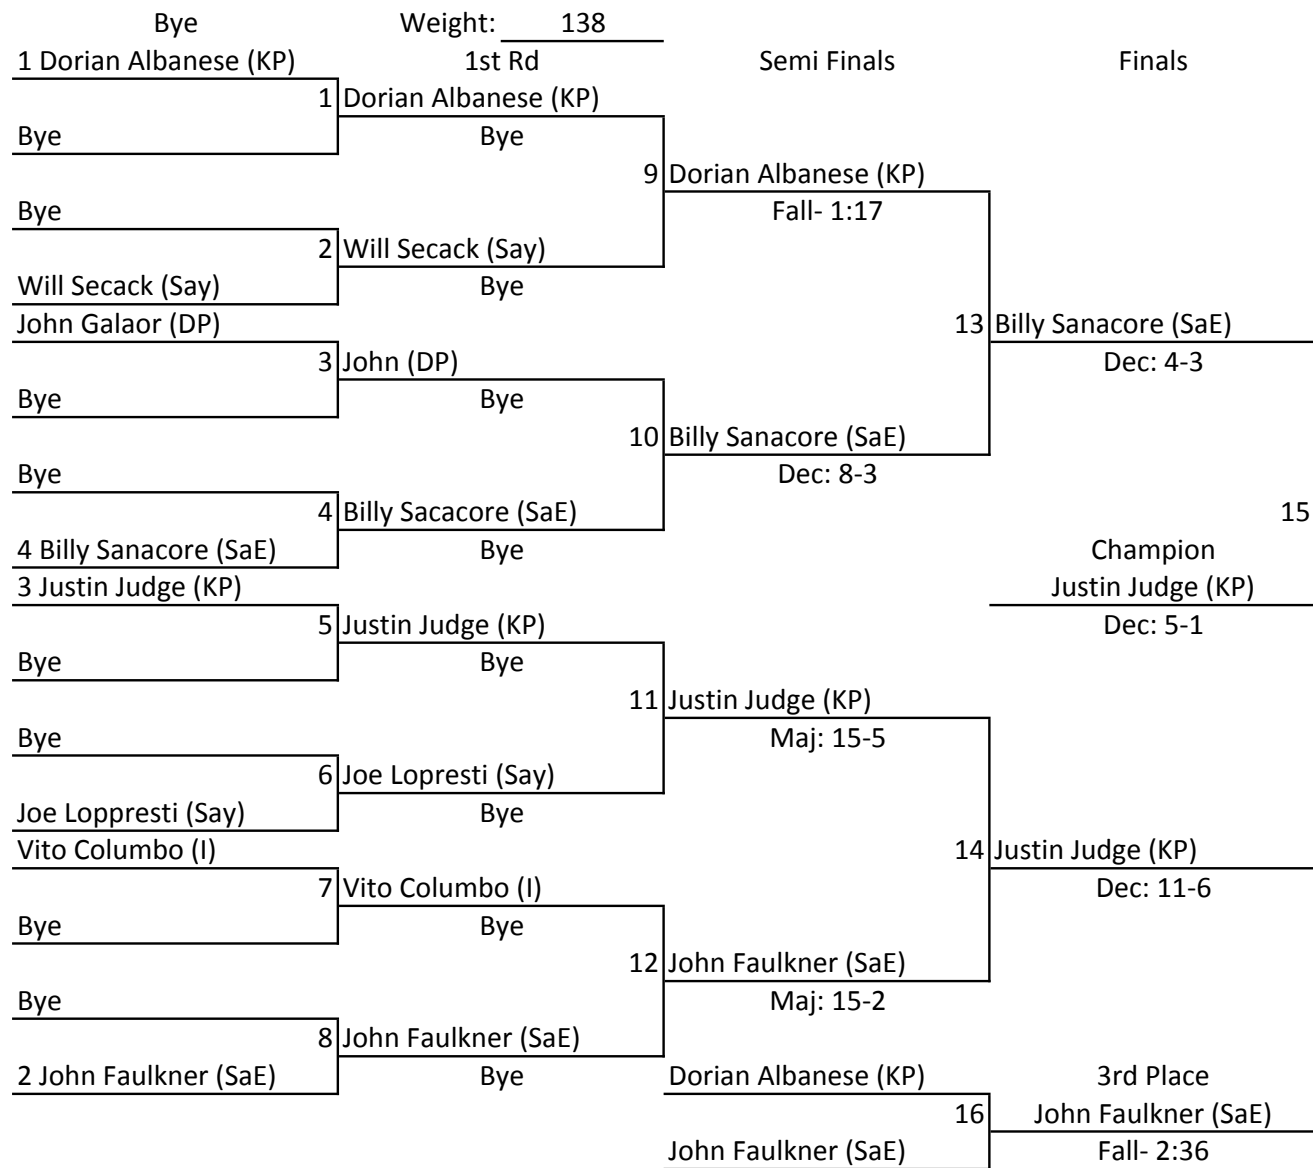 Bye Weight: 138
1 Dorian Albanese (KP) 1st Rd Semi Finals Finals
1 Dorian Albanese (KP)
Bye Bye
9 Dorian Albanese (KP)
Bye Fall- 1:17
2 Will Secack (Say)
Will Secack (Say) Bye
John Galaor (DP) 13 Billy Sanacore (SaE)
3 John (DP) Dec: 4-3
Bye Bye
10 Billy Sanacore (SaE)
Bye Dec: 8-3
4 Billy Sacacore (SaE) 15
4 Billy Sanacore (SaE) Bye Champion
3 Justin Judge (KP) Justin Judge (KP)
5 Justin Judge (KP) Dec: 5-1
Bye Bye
11 Justin Judge (KP)
Bye Maj: 15-5
6 Joe Lopresti (Say)
Joe Loppresti (Say) Bye
Vito Columbo (I) 14 Justin Judge (KP)
7 Vito Columbo (I) Dec: 11-6
Bye Bye
12 John Faulkner (SaE)
Bye Maj: 15-2
8 John Faulkner (SaE)
2 John Faulkner (SaE) Bye Dorian Albanese (KP) 3rd Place
16 John Faulkner (SaE)
John Faulkner (SaE) Fall- 2:36